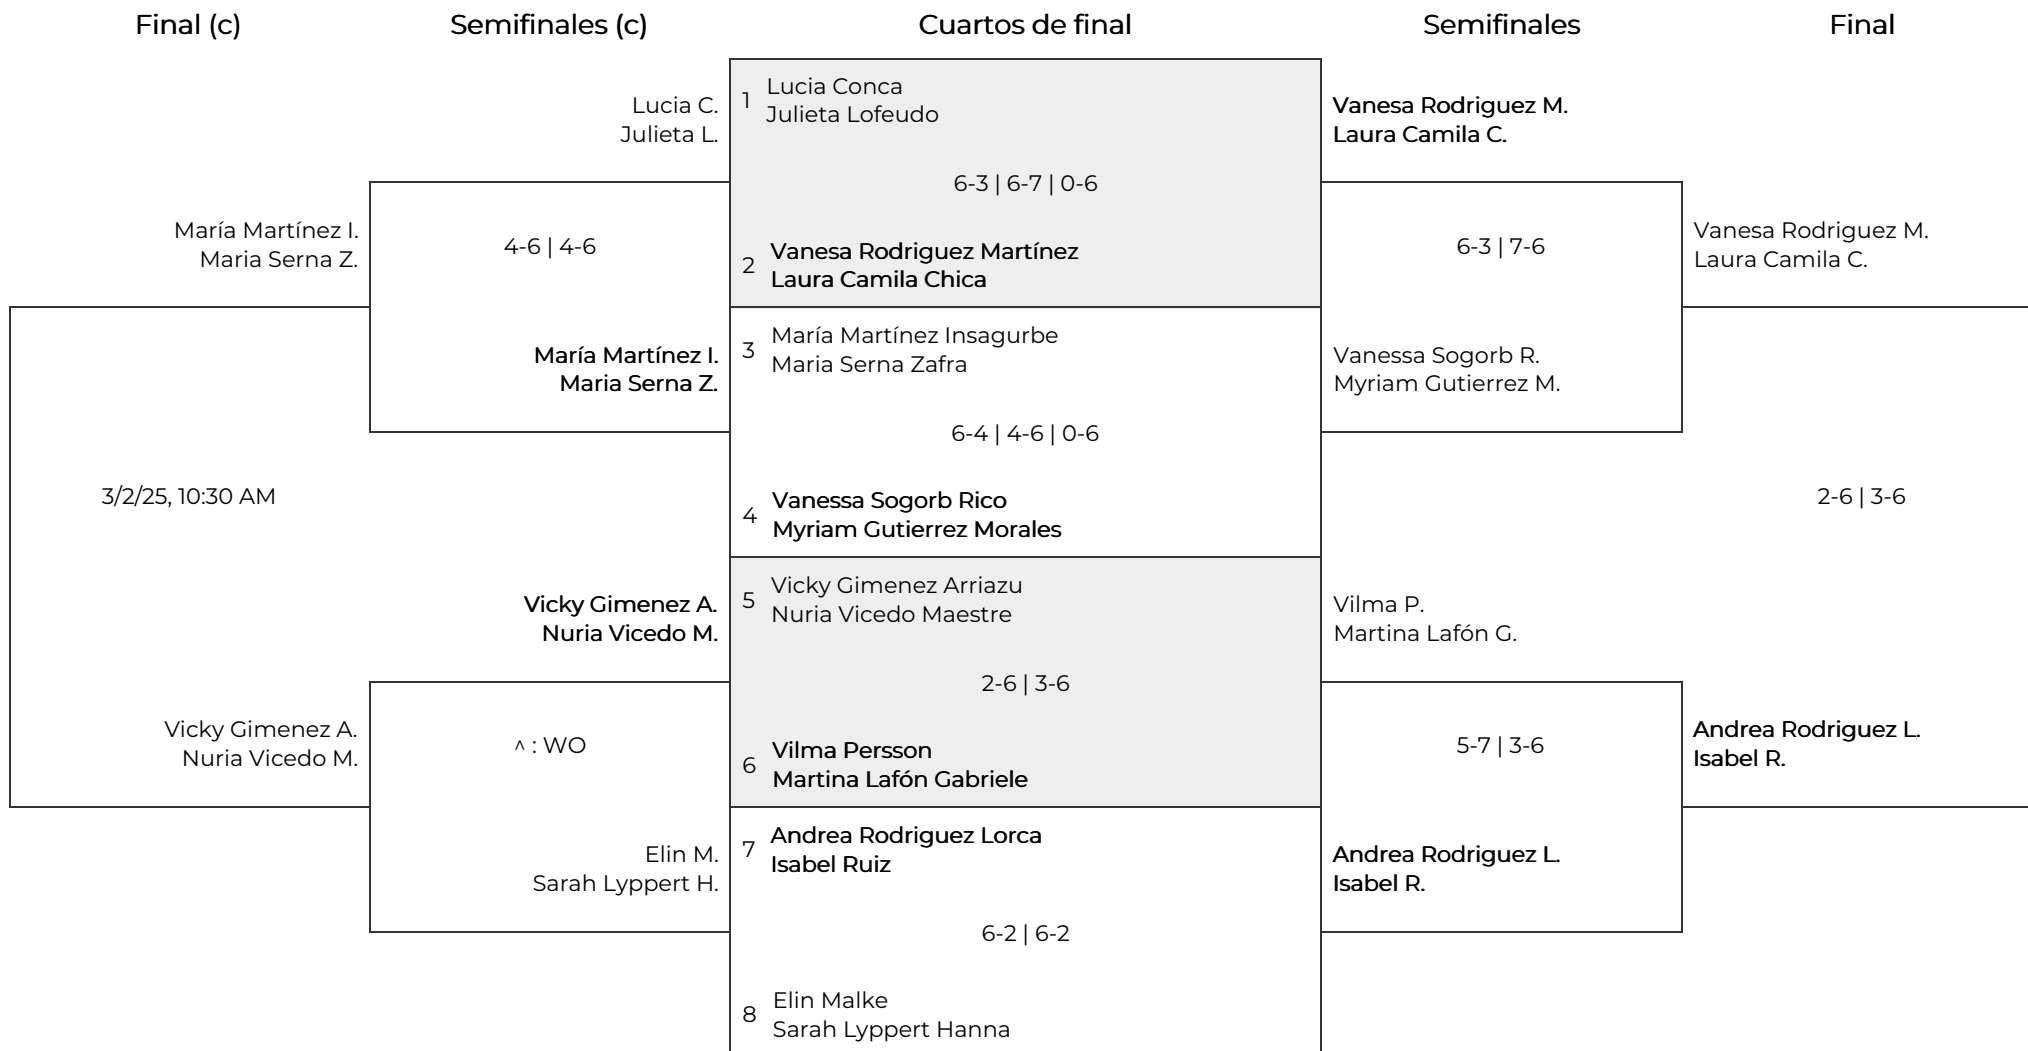 Final (c)
Semifinales (c)
Cuartos de final
Semifinales
Final
María Martínez I.
Maria Serna Z.
3/2/25, 10:30 AM
Vicky Gimenez A.
Nuria Vicedo M.
Lucia C.
Julieta L.
4-6 | 4-6
María Martínez I.
Maria Serna Z.
Vicky Gimenez A.
Nuria Vicedo M.
^ : WO
Elin M.
Sarah Lyppert H.
1 Lucia Conca
Julieta Lofeudo
6-3 | 6-7 | 0-6
2 Vanesa Rodriguez Martínez
Laura Camila Chica
3 María Martínez Insagurbe
Maria Serna Zafra
6-4 | 4-6 | 0-6
4 Vanessa Sogorb Rico
Myriam Gutierrez Morales
5 Vicky Gimenez Arriazu
Nuria Vicedo Maestre
2-6 | 3-6
6 Vilma Persson
Martina Lafón Gabriele
7 Andrea Rodriguez Lorca
Isabel Ruiz
6-2 | 6-2
8 Elin Malke
Sarah Lyppert Hanna
Vanesa Rodriguez M.
Laura Camila C.
6-3 | 7-6
Vanessa Sogorb R.
Myriam Gutierrez M.
Vilma P.
Martina Lafón G.
5-7 | 3-6
Andrea Rodriguez L.
Isabel R.
Vanesa Rodriguez M.
Laura Camila C.
2-6 | 3-6
Andrea Rodriguez L.
Isabel R.